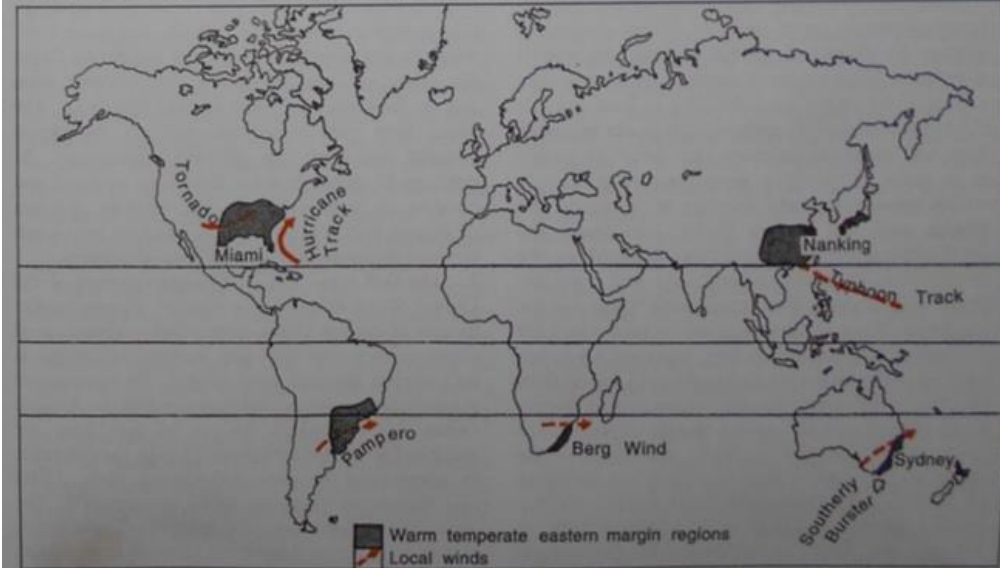 Tornado
Hurricane
Track
Miami
Nanking
Typhoon Track
Pampero
Berg Wind
Sydney
Southerly
Burster
Warm temperate eastern margin regions
Local winds